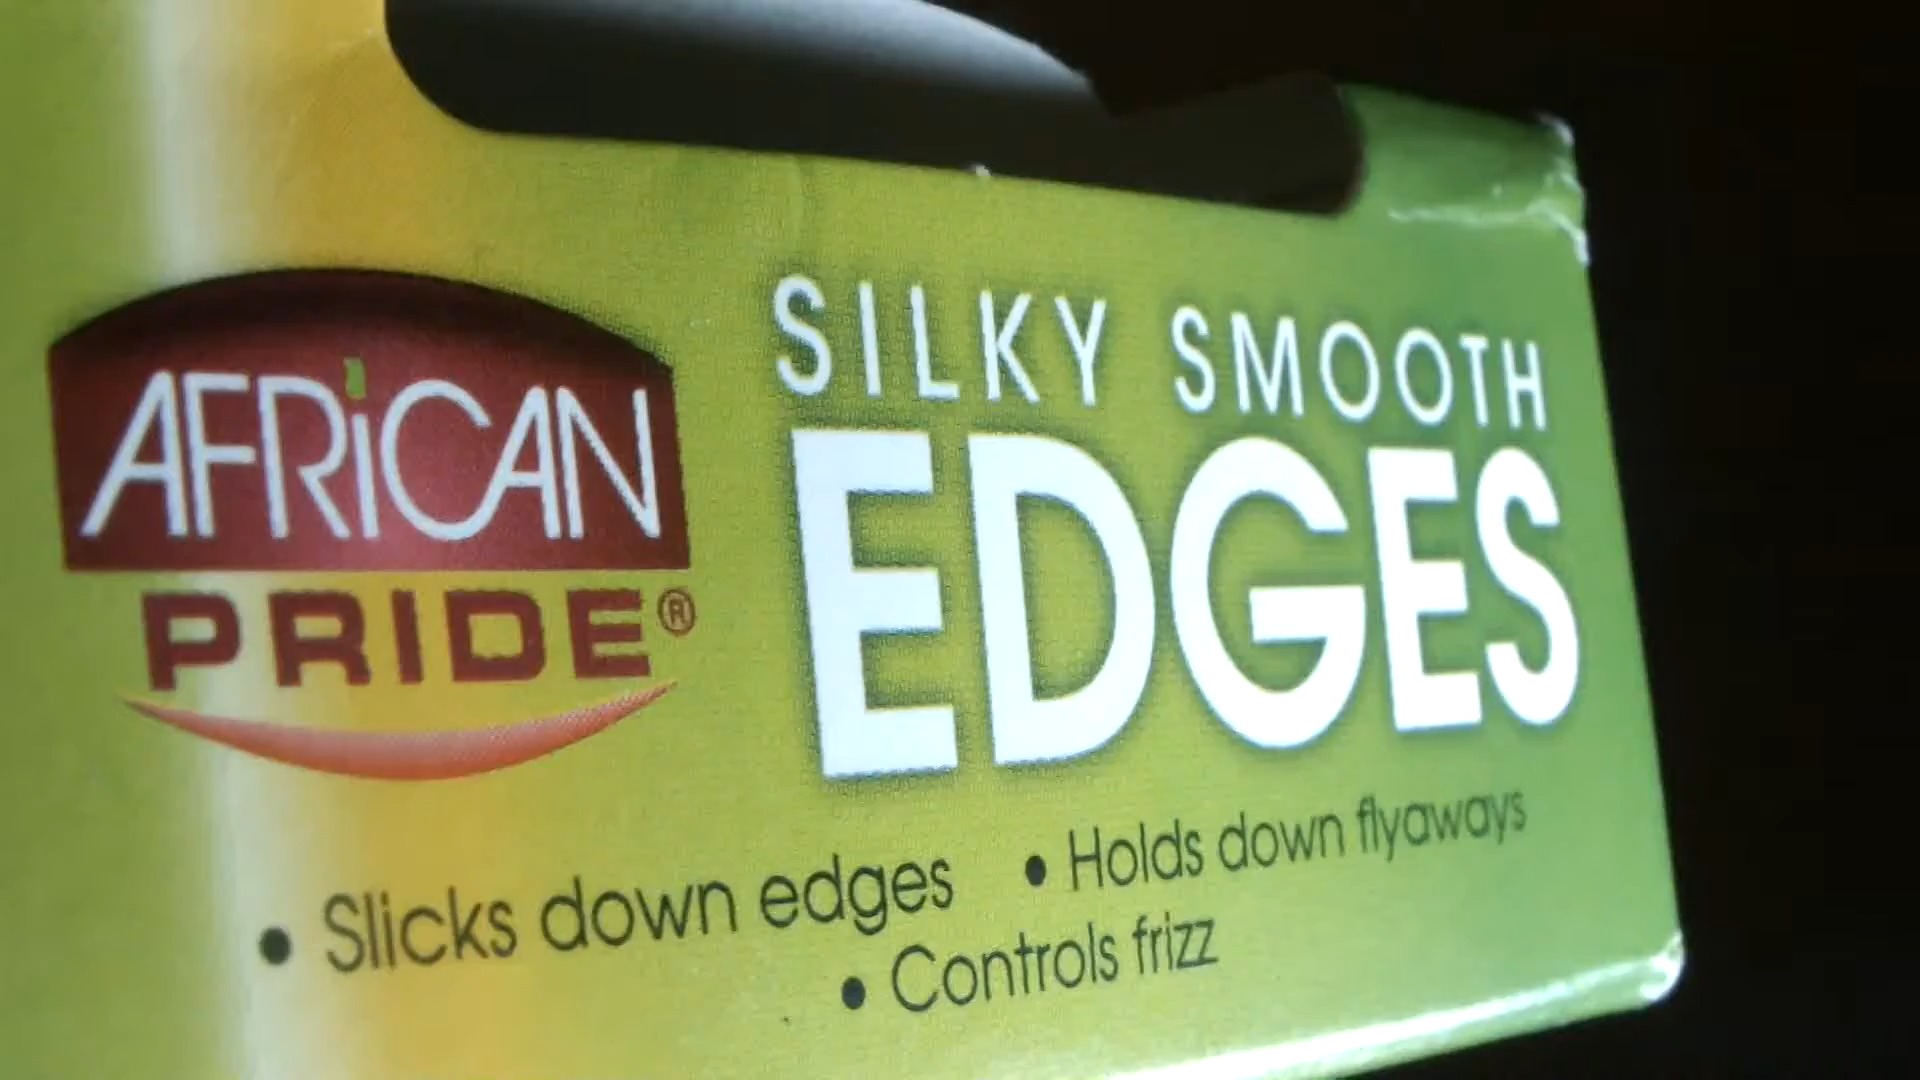 AFRiCAN
PRIDE®
SILKY SMOOTH
EDGES
• Slicks down edges • Holds down flyaways
• Controls frizz